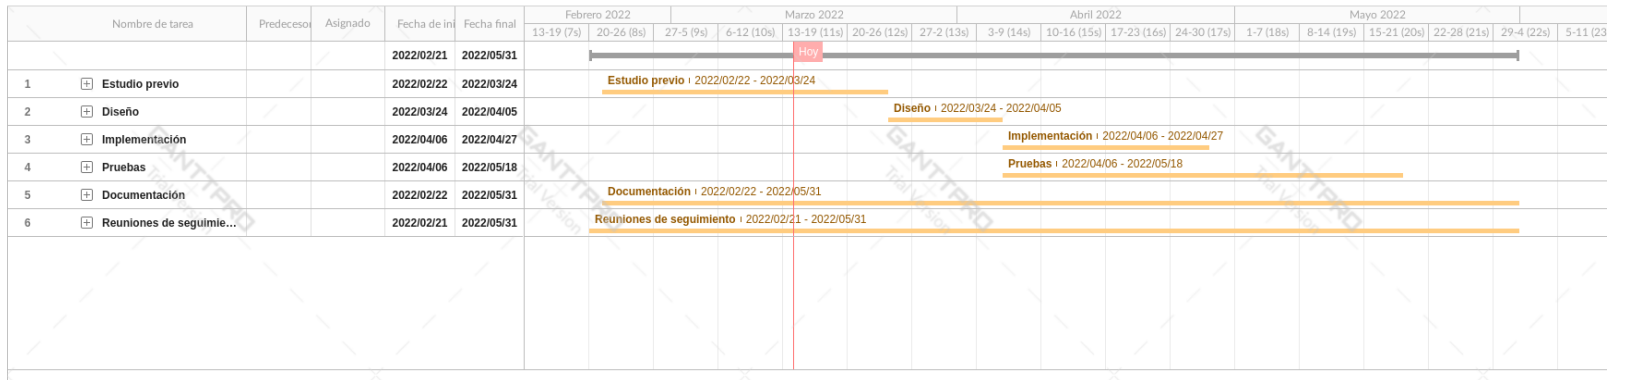 Nombre de tarea Predecesor Asignado Fecha de ini Fecha final Febrero 2022 Marzo 2022 Abril 2022 Mayo 2022
13-19 (7s) 20-26 (8s) 27-5 (9s) 6-12 (10s) 13-19 (11s) 20-26 (12s) 27-2 (13s) 3-9 (14s) 10-16 (15s) 17-23 (16s) 24-30 (17s) 1-7 (18s) 8-14 (19s) 15-21 (20s) 22-28 (21s) 29-4 (22s) 5-11 (23
2022/02/21 2022/05/31 Hoy
1 Estudio previo 2022/02/22 2022/03/24 Estudio previo 2022/02/22 - 2022/03/24
2 Diseño 2022/03/24 2022/04/05 Diseño 2022/03/24 - 2022/04/05
3 Implementación 2022/04/06 2022/04/27 Implementación 2022/04/06 - 2022/04/27
4 Pruebas 2022/04/06 2022/05/18 Pruebas 2022/04/06 - 2022/05/18
5 Documentación 2022/02/22 2022/05/31 Documentación 2022/02/22 - 2022/05/31
6 Reuniones de seguimie... 2022/02/21 2022/05/31 Reuniones de seguimiento 2022/02/21 - 2022/05/31
GANTTPRO
Trial Version
GANTTPRO
Trial Version
GANTTPRO
Trial Version
GANTTPRO
Trial Version